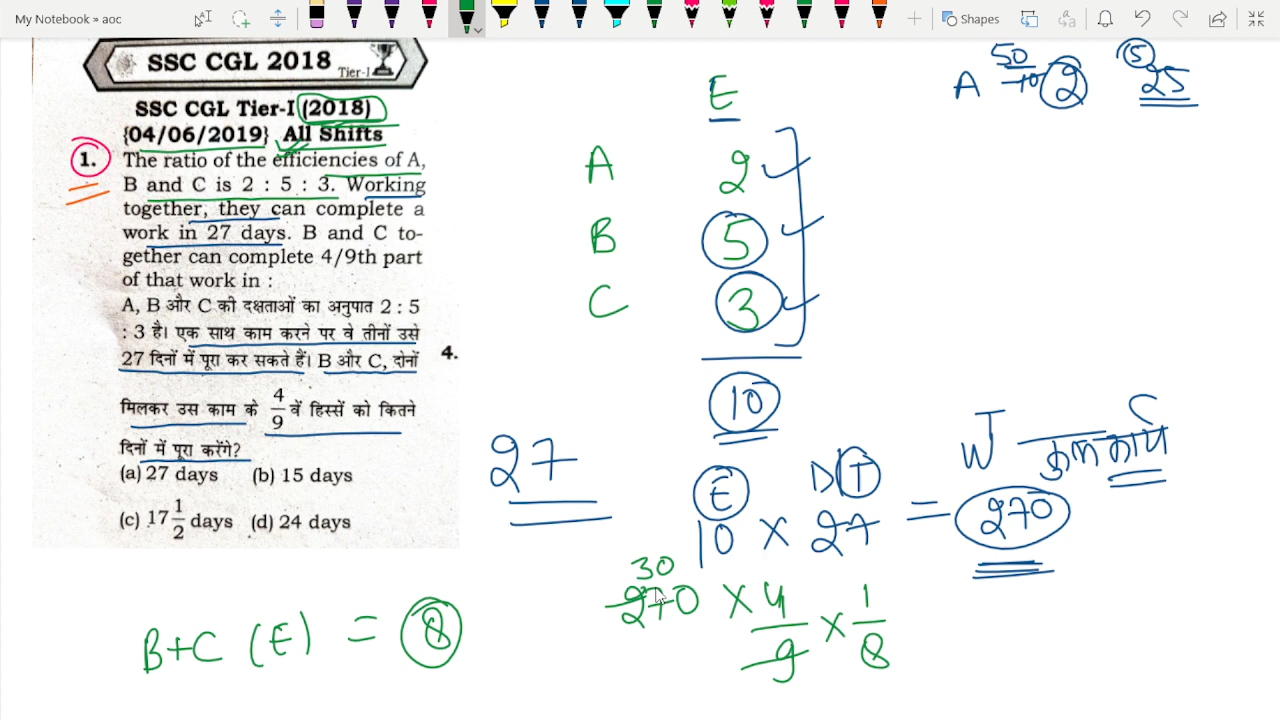 My Notebook » aoc
Shapes
SSC CGL 2018 Tier-I
SSC CGL Tier-I (2018)
{04/06/2019} All Shifts
1. The ratio of the efficiencies of A,
B and C is 2 : 5 : 3. Working
together, they can complete a
work in 27 days. B and C to-
gether can complete 4/9th part
of that work in :
A, B और C की दक्षताओं का अनुपात 2 : 5
: 3 है। एक साथ काम करने पर वे तीनों उसे
27 दिनों में पूरा कर सकते हैं। B और C, दोनों
मिलकर उस काम के 4/9 वें हिस्सें को कितने
दिनों में पूरा करेंगे?
(a) 27 days (b) 15 days
(c) 17 1/2 days (d) 24 days
4.
E
A 2
B 5
C 3
10
A 50 10 2 5 25
27
E D T W कुल कार्य
10 × 27 = 270
30
270 × 4/9 × 1/8
B+C (E) = 8